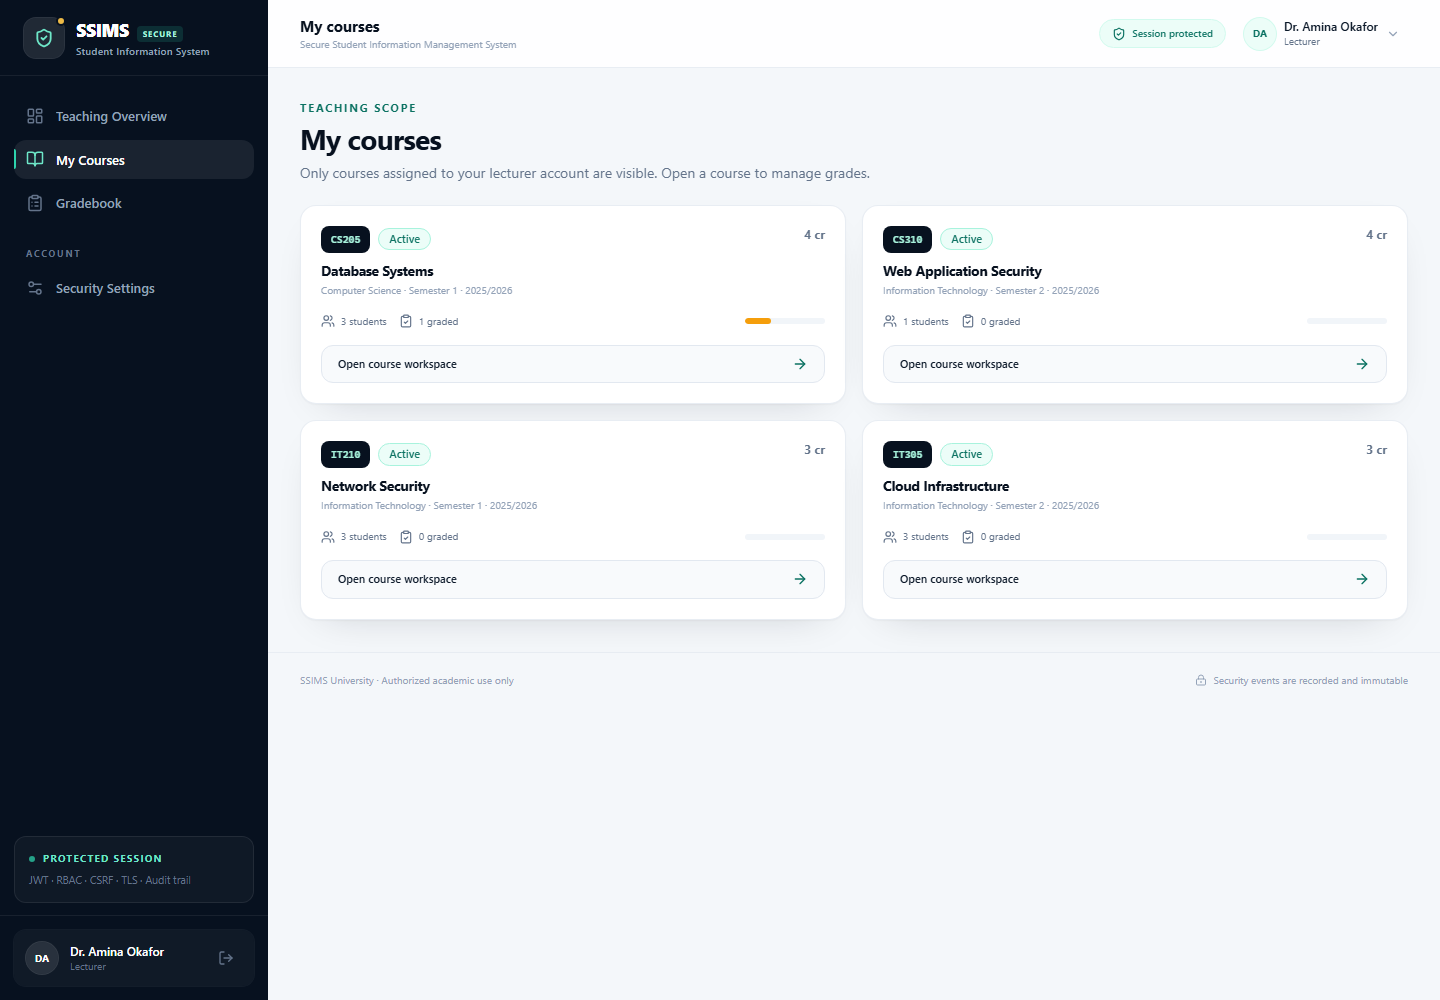 SSIMS SECURE
Student Information System
Teaching Overview
My Courses
Gradebook
ACCOUNT
Security Settings
PROTECTED SESSION
JWT · RBAC · CSRF · TLS · Audit trail
DA
Dr. Amina Okafor
Lecturer
My courses
Secure Student Information Management System
Session protected
DA
Dr. Amina Okafor
Lecturer
TEACHING SCOPE
My courses
Only courses assigned to your lecturer account are visible. Open a course to manage grades.
CS205 Active 4 cr
Database Systems
Computer Science · Semester 1 · 2025/2026
3 students 1 graded
Open course workspace
CS310 Active 4 cr
Web Application Security
Information Technology · Semester 2 · 2025/2026
1 students 0 graded
Open course workspace
IT210 Active 3 cr
Network Security
Information Technology · Semester 1 · 2025/2026
3 students 0 graded
Open course workspace
IT305 Active 3 cr
Cloud Infrastructure
Information Technology · Semester 2 · 2025/2026
3 students 0 graded
Open course workspace
SSIMS University · Authorized academic use only
Security events are recorded and immutable